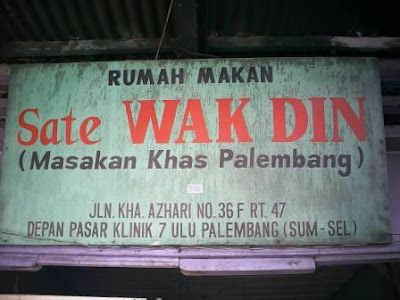 RUMAH MAKAN
Sate WAK DIN
(Masakan Khas Palembang)
JLN. KHA. AZHARI NO. 36 F RT. 47
DEPAN PASAR KLINIK 7 ULU PALEMBANG (SUM-SEL)